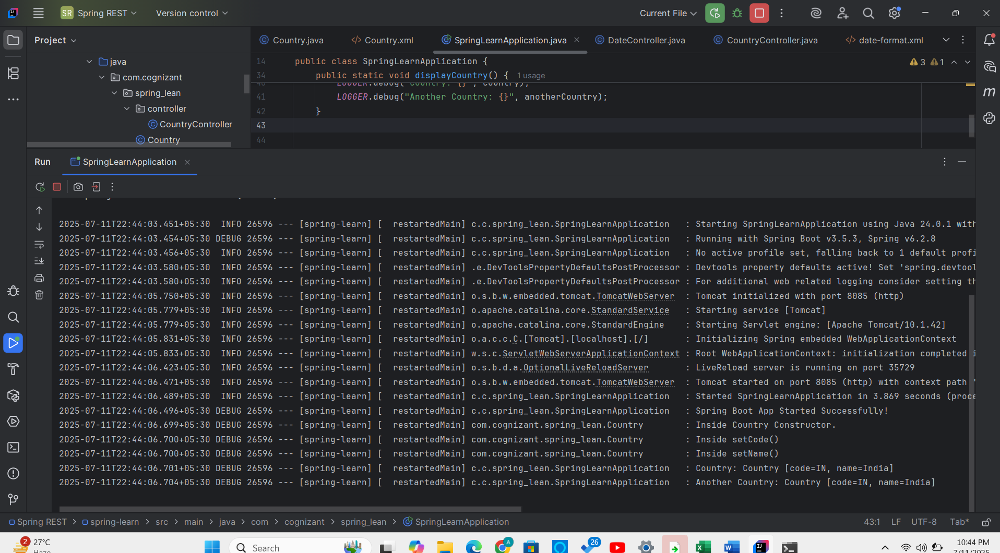 SR Spring REST Version control Current File
Project
Country.java Country.xml SpringLearnApplication.java DateController.java CountryController.java date-format.xml
java
com.cognizant
spring_lean
controller
CountryController
Country
14 public class SpringLearnApplication { 3 1
34 public static void displayCountry() { 1 usage
LOGGER.debug("Country: {}", country);
41 LOGGER.debug("Another Country: {}", anotherCountry);
42 }
43
44
Run SpringLearnApplication
2025-07-11T22:44:03.451+05:30  INFO 26596 --- [spring-learn] [  restartedMain] c.c.spring_lean.SpringLearnApplication   : Starting SpringLearnApplication using Java 24.0.1 with
2025-07-11T22:44:03.454+05:30 DEBUG 26596 --- [spring-learn] [  restartedMain] c.c.spring_lean.SpringLearnApplication   : Running with Spring Boot v3.5.3, Spring v6.2.8
2025-07-11T22:44:03.456+05:30  INFO 26596 --- [spring-learn] [  restartedMain] c.c.spring_lean.SpringLearnApplication   : No active profile set, falling back to 1 default profi
2025-07-11T22:44:03.580+05:30  INFO 26596 --- [spring-learn] [  restartedMain] .e.DevToolsPropertyDefaultsPostProcessor : Devtools property defaults active! Set 'spring.devtool
2025-07-11T22:44:03.580+05:30  INFO 26596 --- [spring-learn] [  restartedMain] .e.DevToolsPropertyDefaultsPostProcessor : For additional web related logging consider setting th
2025-07-11T22:44:05.750+05:30  INFO 26596 --- [spring-learn] [  restartedMain] o.s.b.w.embedded.tomcat.TomcatWebServer  : Tomcat initialized with port 8085 (http)
2025-07-11T22:44:05.779+05:30  INFO 26596 --- [spring-learn] [  restartedMain] o.apache.catalina.core.StandardService   : Starting service [Tomcat]
2025-07-11T22:44:05.779+05:30  INFO 26596 --- [spring-learn] [  restartedMain] o.apache.catalina.core.StandardEngine    : Starting Servlet engine: [Apache Tomcat/10.1.42]
2025-07-11T22:44:05.831+05:30  INFO 26596 --- [spring-learn] [  restartedMain] o.a.c.c.C.[Tomcat].[localhost].[/]       : Initializing Spring embedded WebApplicationContext
2025-07-11T22:44:05.833+05:30  INFO 26596 --- [spring-learn] [  restartedMain] w.s.c.ServletWebServerApplicationContext : Root WebApplicationContext: initialization completed i
2025-07-11T22:44:06.423+05:30  INFO 26596 --- [spring-learn] [  restartedMain] o.s.b.d.a.OptionalLiveReloadServer       : LiveReload server is running on port 35729
2025-07-11T22:44:06.471+05:30  INFO 26596 --- [spring-learn] [  restartedMain] o.s.b.w.embedded.tomcat.TomcatWebServer  : Tomcat started on port 8085 (http) with context path '
2025-07-11T22:44:06.489+05:30  INFO 26596 --- [spring-learn] [  restartedMain] c.c.spring_lean.SpringLearnApplication   : Started SpringLearnApplication in 3.869 seconds (proce
2025-07-11T22:44:06.496+05:30 DEBUG 26596 --- [spring-learn] [  restartedMain] c.c.spring_lean.SpringLearnApplication   : Spring Boot App Started Successfully!
2025-07-11T22:44:06.699+05:30 DEBUG 26596 --- [spring-learn] [  restartedMain] com.cognizant.spring_lean.Country        : Inside Country Constructor.
2025-07-11T22:44:06.700+05:30 DEBUG 26596 --- [spring-learn] [  restartedMain] com.cognizant.spring_lean.Country        : Inside setCode()
2025-07-11T22:44:06.700+05:30 DEBUG 26596 --- [spring-learn] [  restartedMain] com.cognizant.spring_lean.Country        : Inside setName()
2025-07-11T22:44:06.701+05:30 DEBUG 26596 --- [spring-learn] [  restartedMain] c.c.spring_lean.SpringLearnApplication   : Country: Country [code=IN, name=India]
2025-07-11T22:44:06.704+05:30 DEBUG 26596 --- [spring-learn] [  restartedMain] c.c.spring_lean.SpringLearnApplication   : Another Country: Country [code=IN, name=India]
Spring REST > spring-learn > src > main > java > com > cognizant > spring_lean > SpringLearnApplication 43:1 LF UTF-8 Tab*
2 27°C
Haze
Search
26
10:44 PM
7/11/2025